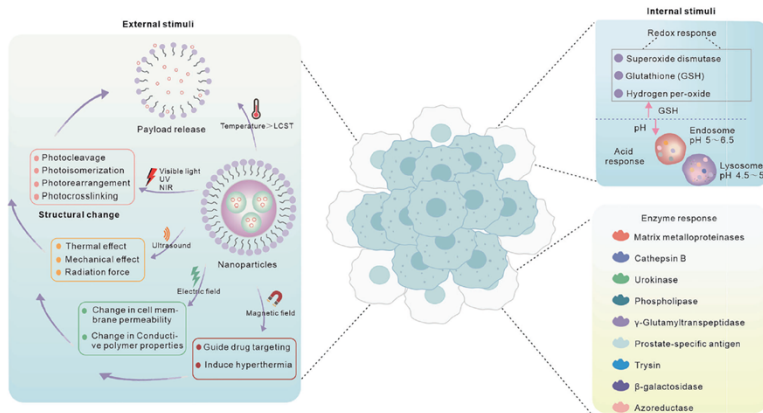 External stimuli
Payload release
Temperature＞LCST
Photocleavage
Photoisomerization
Photorearrangement
Photocrosslinking
Visible light
UV
NIR
Structural change
Thermal effect
Mechanical effect
Radiation force
Ultrasound
Nanoparticles
Electric field
Magnetic field
Change in cell mem-
brane permeability
Change in Conducti-
ve polymer properties
Guide drug targeting
Induce hyperthermia
Internal stimuli
Redox response
Superoxide dismutase
Glutathione (GSH)
Hydrogen per-oxide
GSH
pH
Acid
response
Endosome
pH 5～6.5
Lysosome
pH 4.5～5
Enzyme response
Matrix metalloproteinases
Cathepsin B
Urokinase
Phospholipase
γ-Glutamyltranspeptidase
Prostate-specific antigen
Trysin
β-galactosidase
Azoreductase